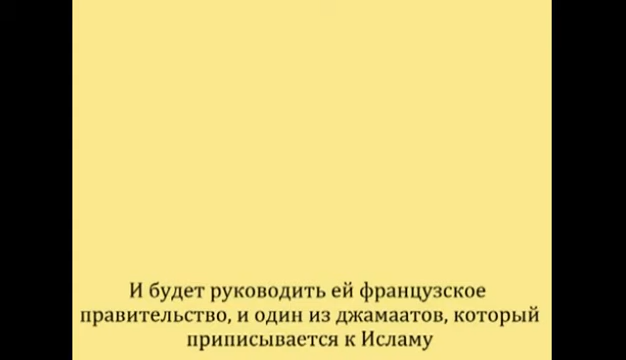 И будет руководить ей французское
правительство, и один из джамаатов, который
приписывается к Исламу